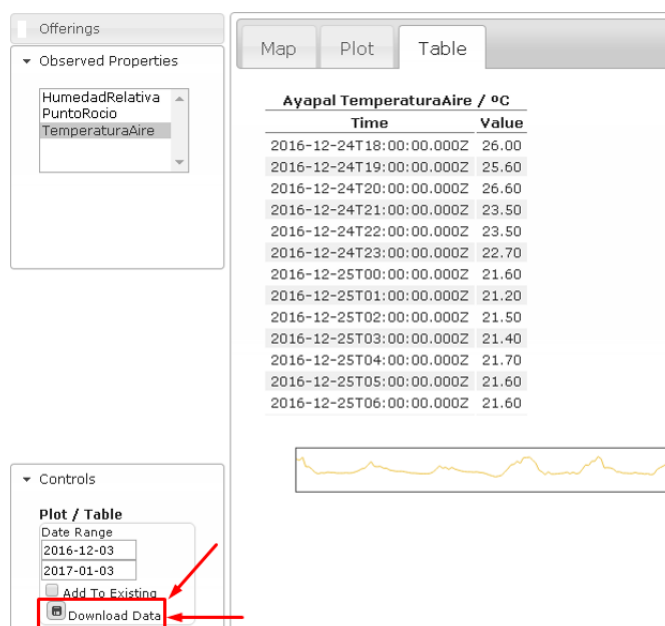 Offerings
Observed Properties
HumedadRelativa
PuntoRocio
TemperaturaAire
Map Plot Table
Ayapal TemperaturaAire / ºC
Time Value
2016-12-24T18:00:00.000Z 26.00
2016-12-24T19:00:00.000Z 25.60
2016-12-24T20:00:00.000Z 26.60
2016-12-24T21:00:00.000Z 23.50
2016-12-24T22:00:00.000Z 23.50
2016-12-24T23:00:00.000Z 22.70
2016-12-25T00:00:00.000Z 21.60
2016-12-25T01:00:00.000Z 21.20
2016-12-25T02:00:00.000Z 21.50
2016-12-25T03:00:00.000Z 21.40
2016-12-25T04:00:00.000Z 21.70
2016-12-25T05:00:00.000Z 21.60
2016-12-25T06:00:00.000Z 21.60
Controls
Plot / Table
Date Range
2016-12-03
2017-01-03
Add To Existing
Download Data